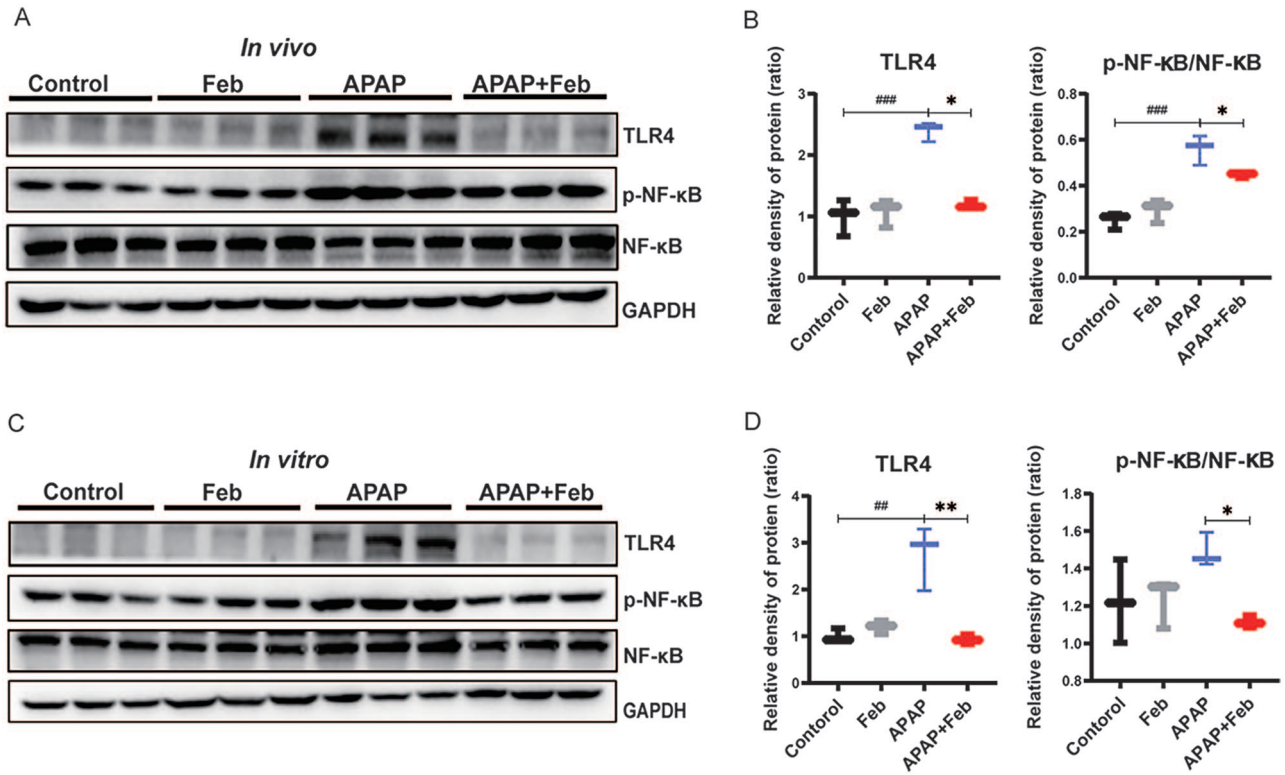 A
In vivo
Control Feb APAP APAP+Feb
TLR4
p-NF-κB
NF-κB
GAPDH
B
TLR4
Relative density of protein (ratio)
3
2
1
0
###
*
Contorol
Feb
APAP
APAP+Feb
p-NF-κB/NF-κB
Relative density of protein (ratio)
0.8
0.6
0.4
0.2
0.0
###
*
Contorol
Feb
APAP
APAP+Feb
C
In vitro
Control Feb APAP APAP+Feb
TLR4
p-NF-κB
NF-κB
GAPDH
D
TLR4
Relative density of protien (ratio)
4
3
2
1
0
##
**
Contorol
Feb
APAP
APAP+Feb
p-NF-κB/NF-κB
Relative density of protien (ratio)
1.8
1.6
1.4
1.2
1.0
0.8
*
Contorol
Feb
APAP
APAP+Feb